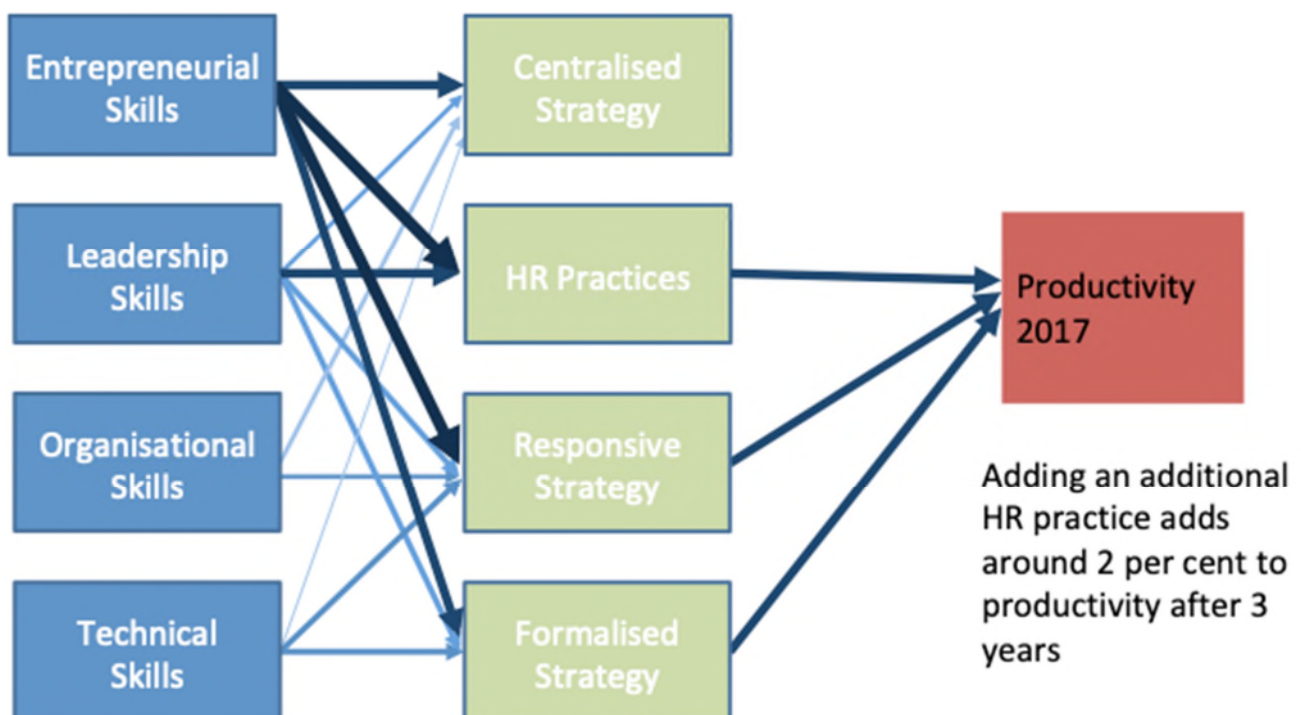 Entrepreneurial
Skills
Centralised
Strategy
Leadership
Skills
HR Practices
Productivity
2017
Organisational
Skills
Responsive
Strategy
Adding an additional
HR practice adds
around 2 per cent to
productivity after 3
years
Technical
Skills
Formalised
Strategy